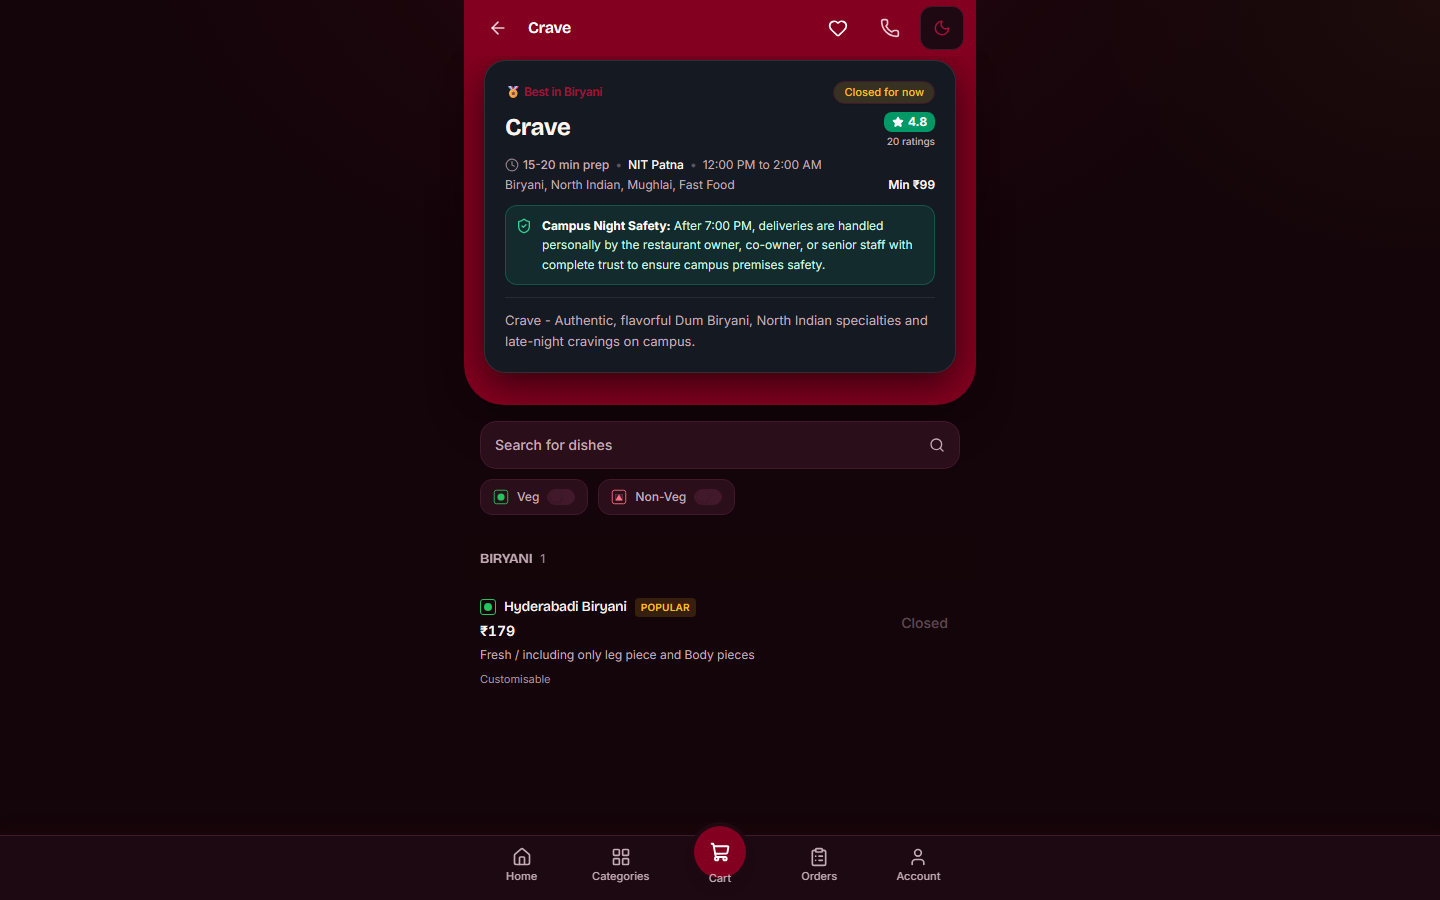 Crave
Best in Biryani
Closed for now
Crave
4.8
20 ratings
15-20 min prep • NIT Patna • 12:00 PM to 2:00 AM
Biryani, North Indian, Mughlai, Fast Food
Min ₹99
Campus Night Safety: After 7:00 PM, deliveries are handled
personally by the restaurant owner, co-owner, or senior staff with
complete trust to ensure campus premises safety.
Crave - Authentic, flavorful Dum Biryani, North Indian specialties and
late-night cravings on campus.
Search for dishes
Veg
Non-Veg
BIRYANI 1
Hyderabadi Biryani POPULAR
₹179
Closed
Fresh / including only leg piece and Body pieces
Customisable
Home
Categories
Cart
Orders
Account